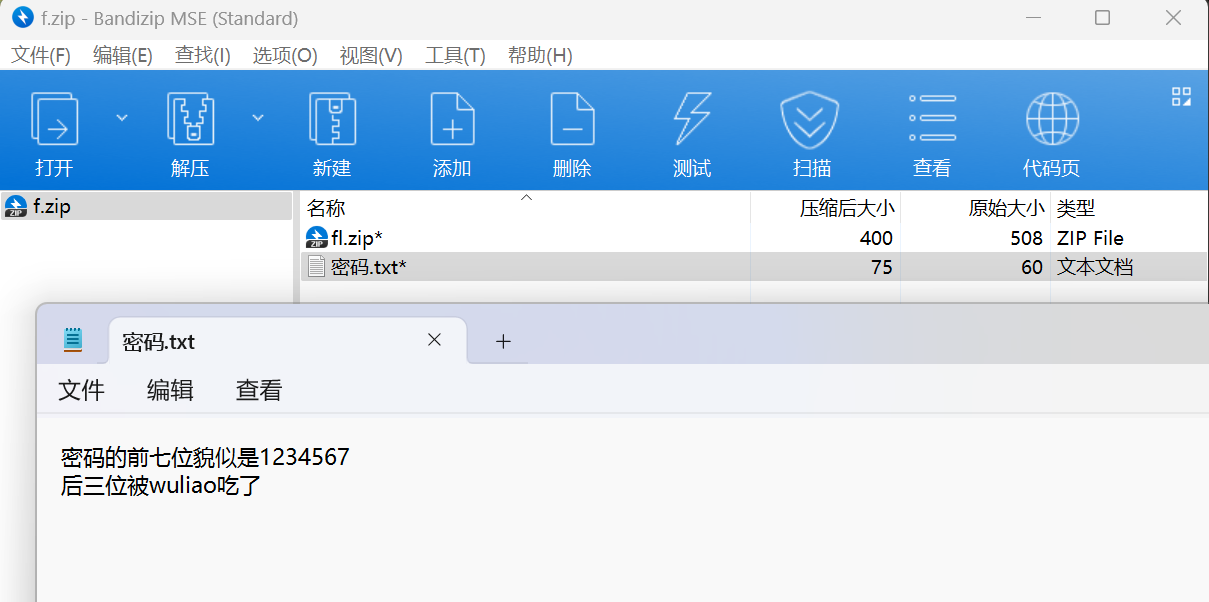 f.zip - Bandizip MSE (Standard)
文件(F) 编辑(E) 查找(I) 选项(O) 视图(V) 工具(T) 帮助(H)
打开 解压 新建 添加 删除 测试 扫描 查看 代码页
f.zip
名称 压缩后大小 原始大小 类型
fl.zip* 400 508 ZIP File
密码.txt* 75 60 文本文档
密码.txt
文件 编辑 查看
密码的前七位貌似是1234567
后三位被wuliao吃了